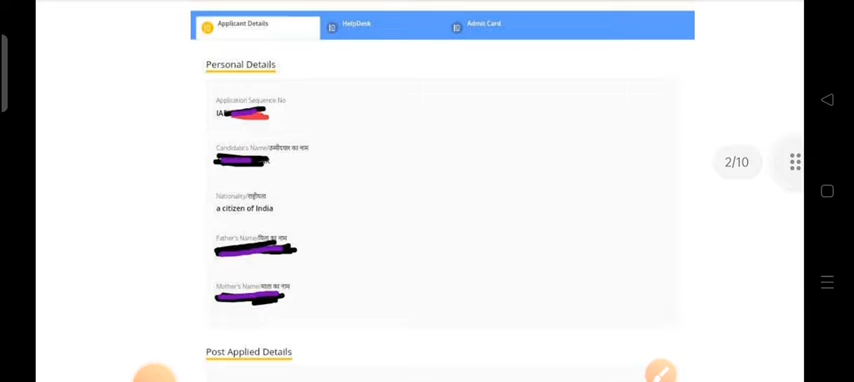 Applicant Details
HelpDesk
Admit Card
Personal Details
Application Sequence No
Candidate's Name/उम्मीदवार का नाम
Nationality/राष्ट्रीयता
a citizen of India
Father's Name/पिता का नाम
Mother's Name/माता का नाम
Post Applied Details
2/10